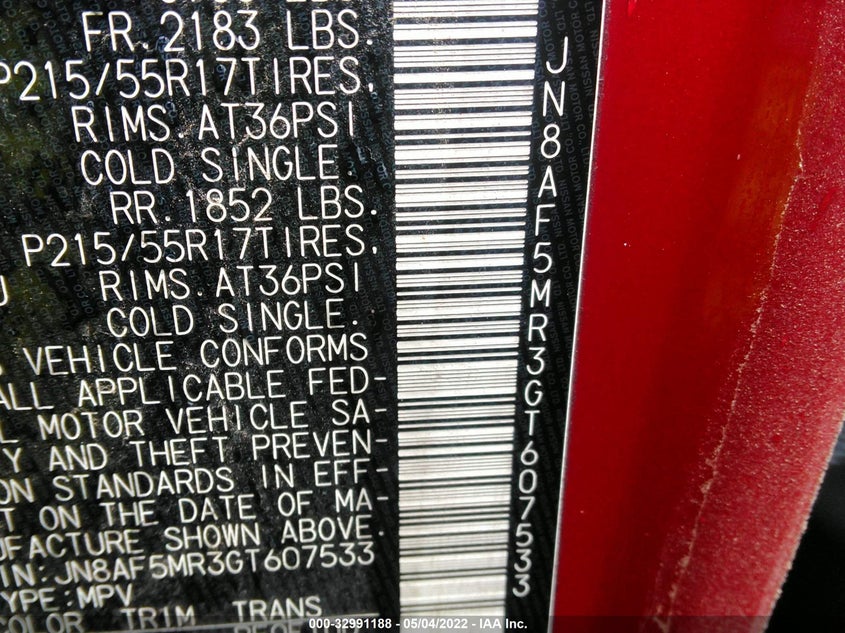 FR. 2183 LBS.
P215/55R17TIRES.
RIMS. AT36PSI
COLD SINGLE.
RR. 1852 LBS.
P215/55R17TIRES.
RIMS. AT36PSI
COLD SINGLE.
VEHICLE CONFORMS
ALL APPLICABLE FED-
MOTOR VEHICLE SA-
Y AND THEFT PREVEN-
ON STANDARDS IN EFF-
T ON THE DATE OF MA-
UFACTURE SHOWN ABOVE.
IN:JN8AF5MR3GT607533
YPE:MPV
COLOR TRIM TRANS
JN8AF5MR3GT607533
000-32991188 - 05/04/2022 - IAA Inc.